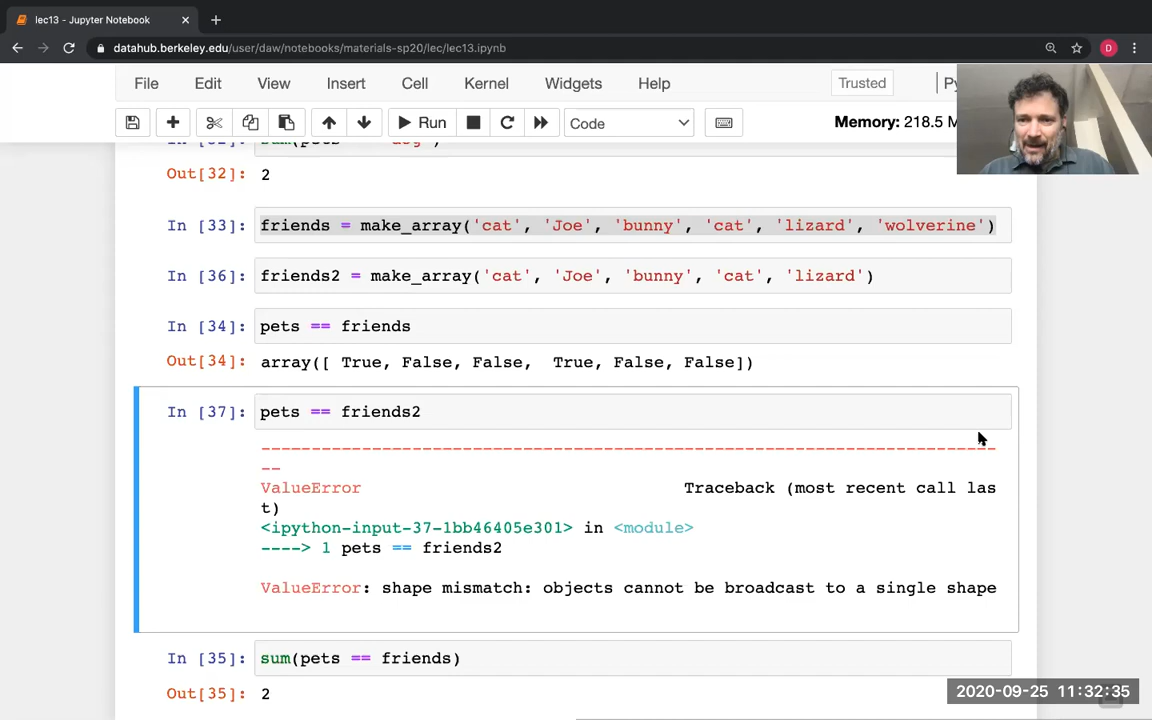 lec13 - Jupyter Notebook
datahub.berkeley.edu/user/daw/notebooks/materials-sp20/lec/lec13.ipynb
D
File Edit View Insert Cell Kernel Widgets Help Trusted
Run Code Memory: 218.5 M
Out[32]: 2
In [33]: friends = make_array('cat', 'Joe', 'bunny', 'cat', 'lizard', 'wolverine')
In [36]: friends2 = make_array('cat', 'Joe', 'bunny', 'cat', 'lizard')
In [34]: pets == friends
Out[34]: array([ True, False, False,  True, False, False])
In [37]: pets == friends2
---------------------------------------------------------------------------
ValueError                                Traceback (most recent call las
t)
<ipython-input-37-1bb46405e301> in <module>
----> 1 pets == friends2
ValueError: shape mismatch: objects cannot be broadcast to a single shape
In [35]: sum(pets == friends)
Out[35]: 2
2020-09-25 11:32:35